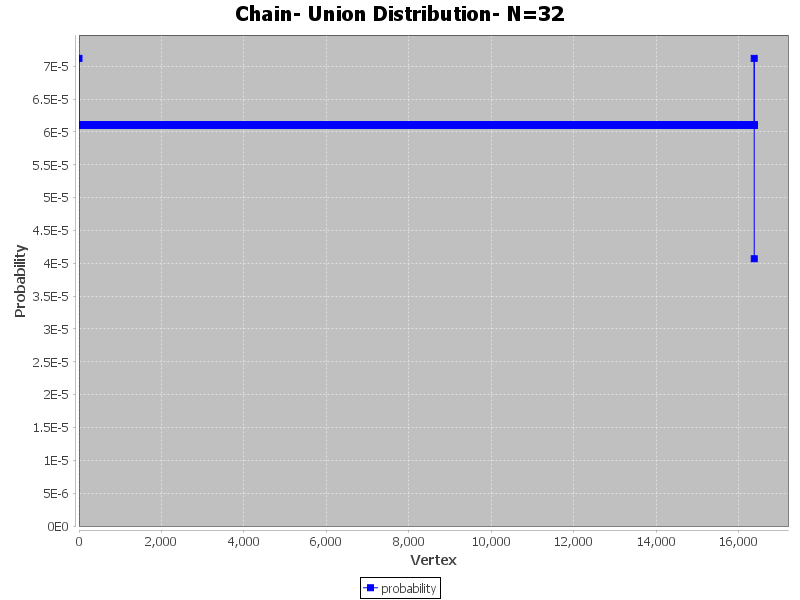 Chain- Union Distribution- N=32
7E-5
6.5E-5
6E-5
5.5E-5
5E-5
4.5E-5
4E-5
3.5E-5
3E-5
2.5E-5
2E-5
1.5E-5
1E-5
5E-6
0E0
Probability
0 2,000 4,000 6,000 8,000 10,000 12,000 14,000 16,000
Vertex
probability